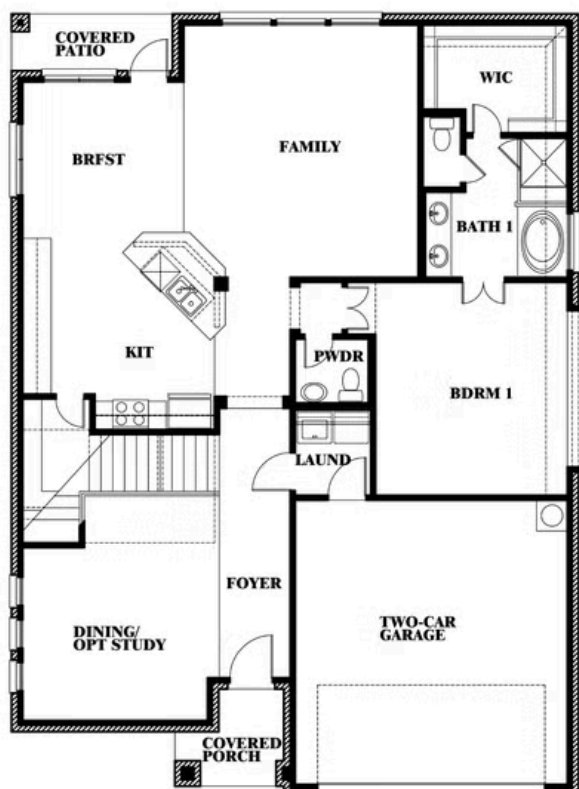 COVERED
PATIO
WIC
FAMILY
BRFST
BATH 1
KIT
PWDR
BDRM 1
LAUND
FOYER
DINING/
OPT STUDY
TWO-CAR
GARAGE
COVERED
PORCH